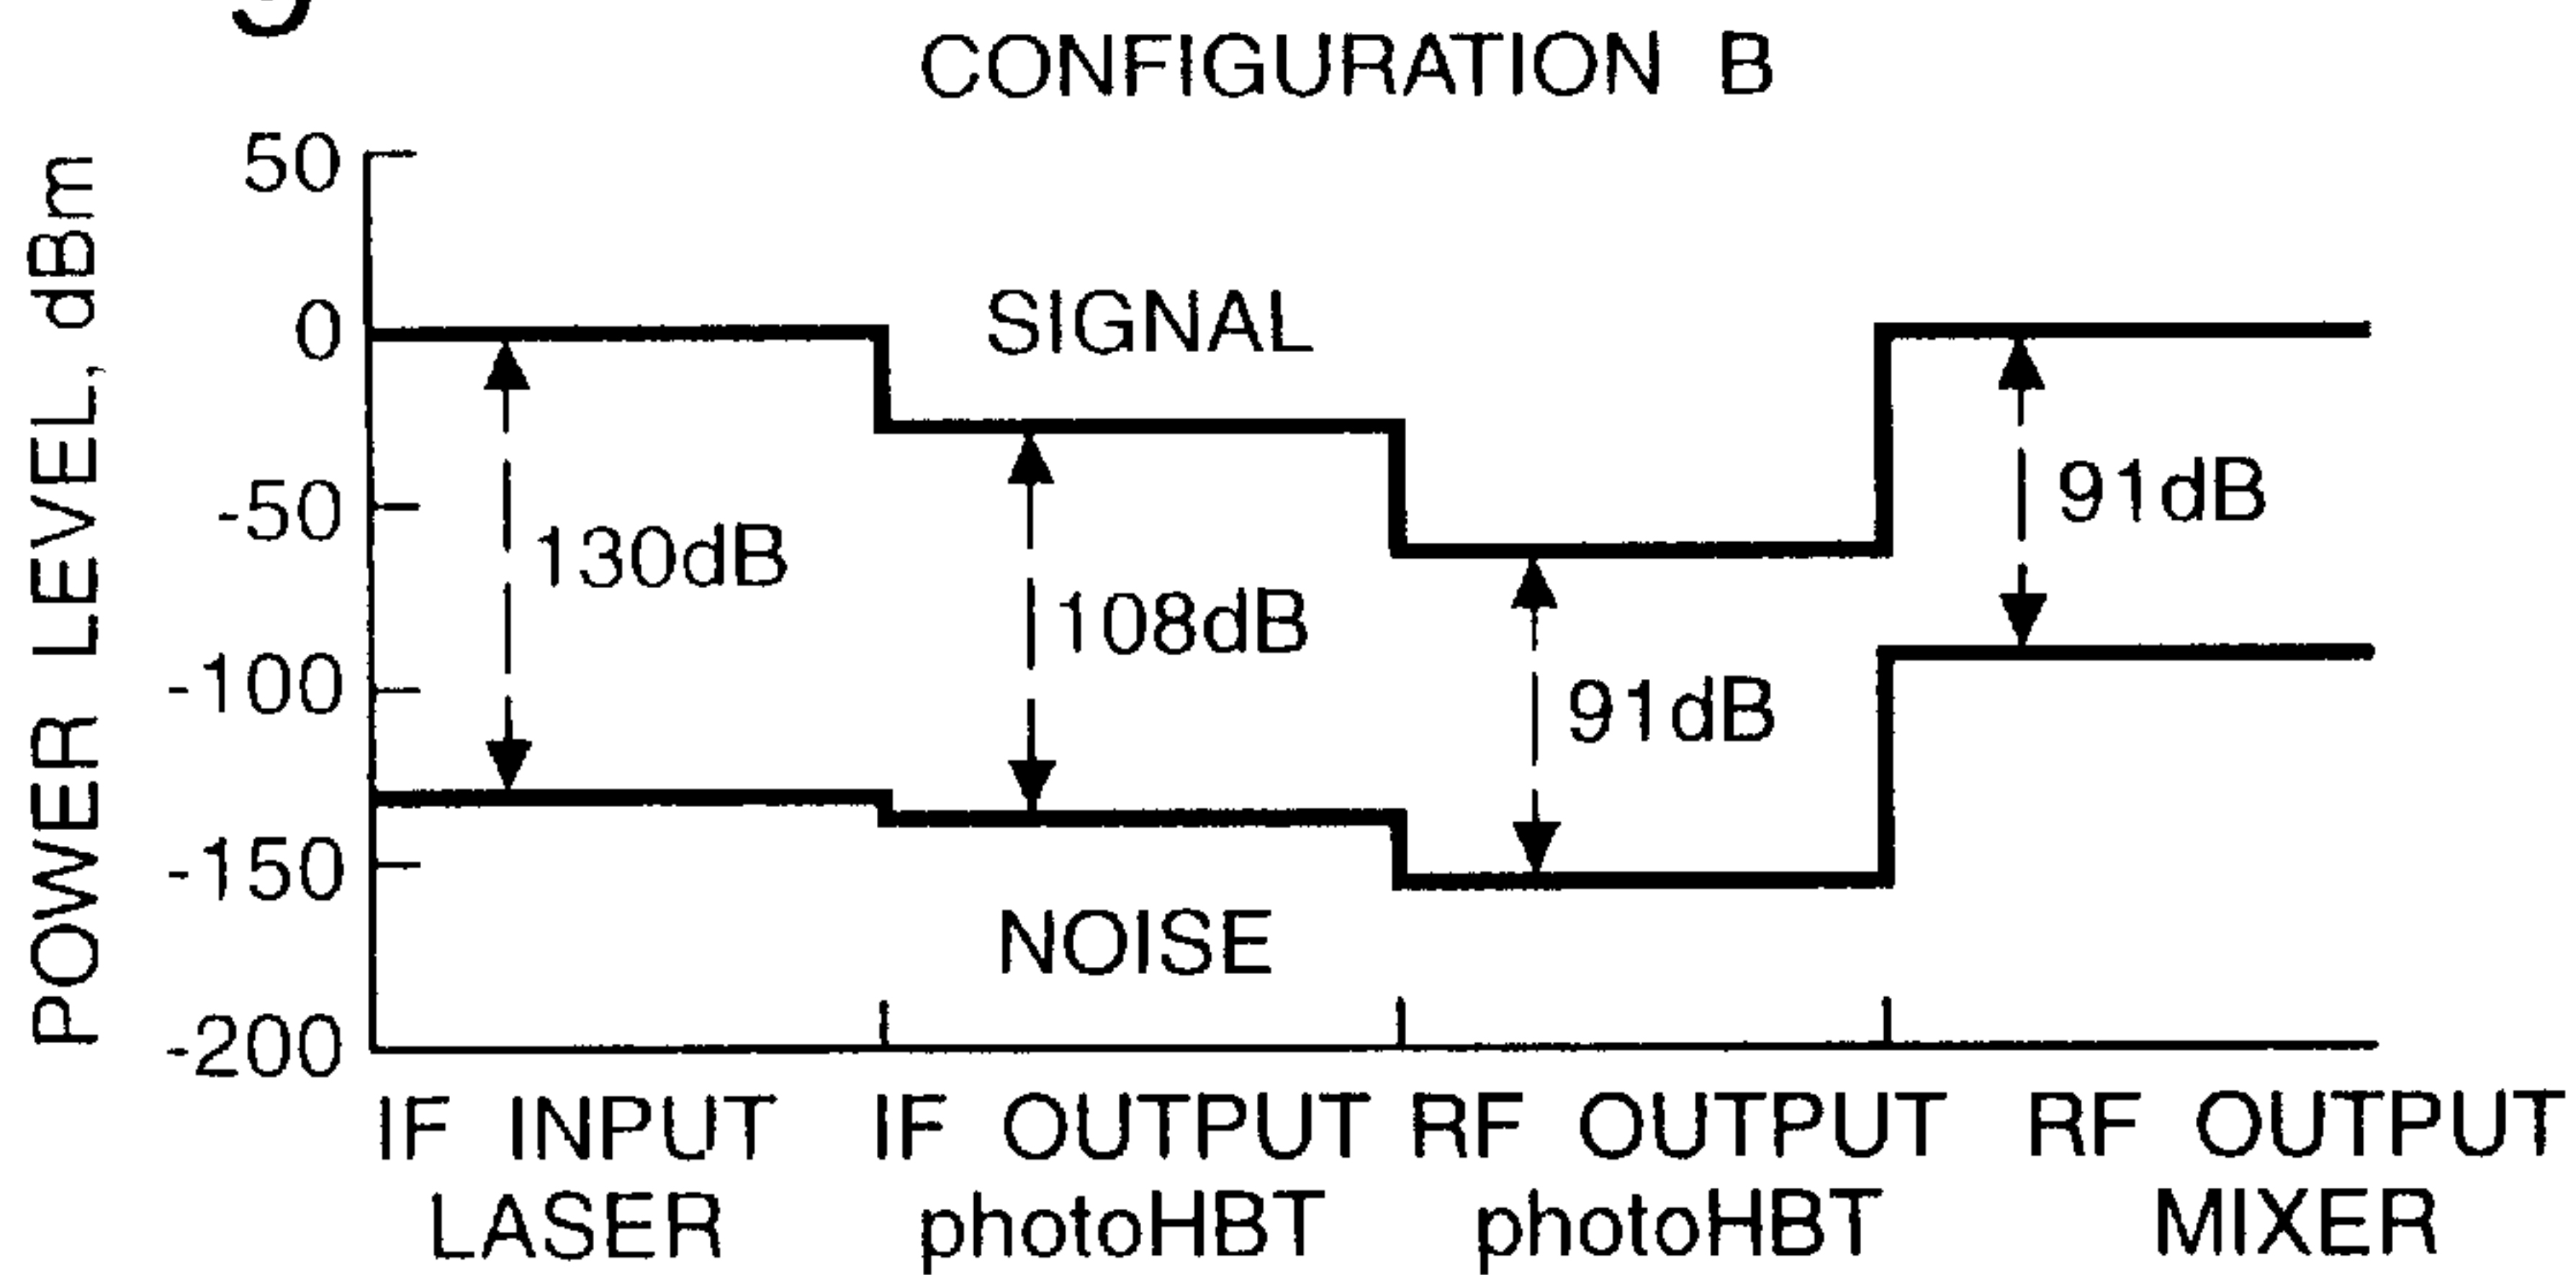 CONFIGURATION B
POWER LEVEL, dBm
50
0
-50
-100
-150
-200
SIGNAL
130dB
108dB
91dB
91dB
NOISE
IF INPUT LASER
IF OUTPUT photoHBT
RF OUTPUT photoHBT
RF OUTPUT MIXER